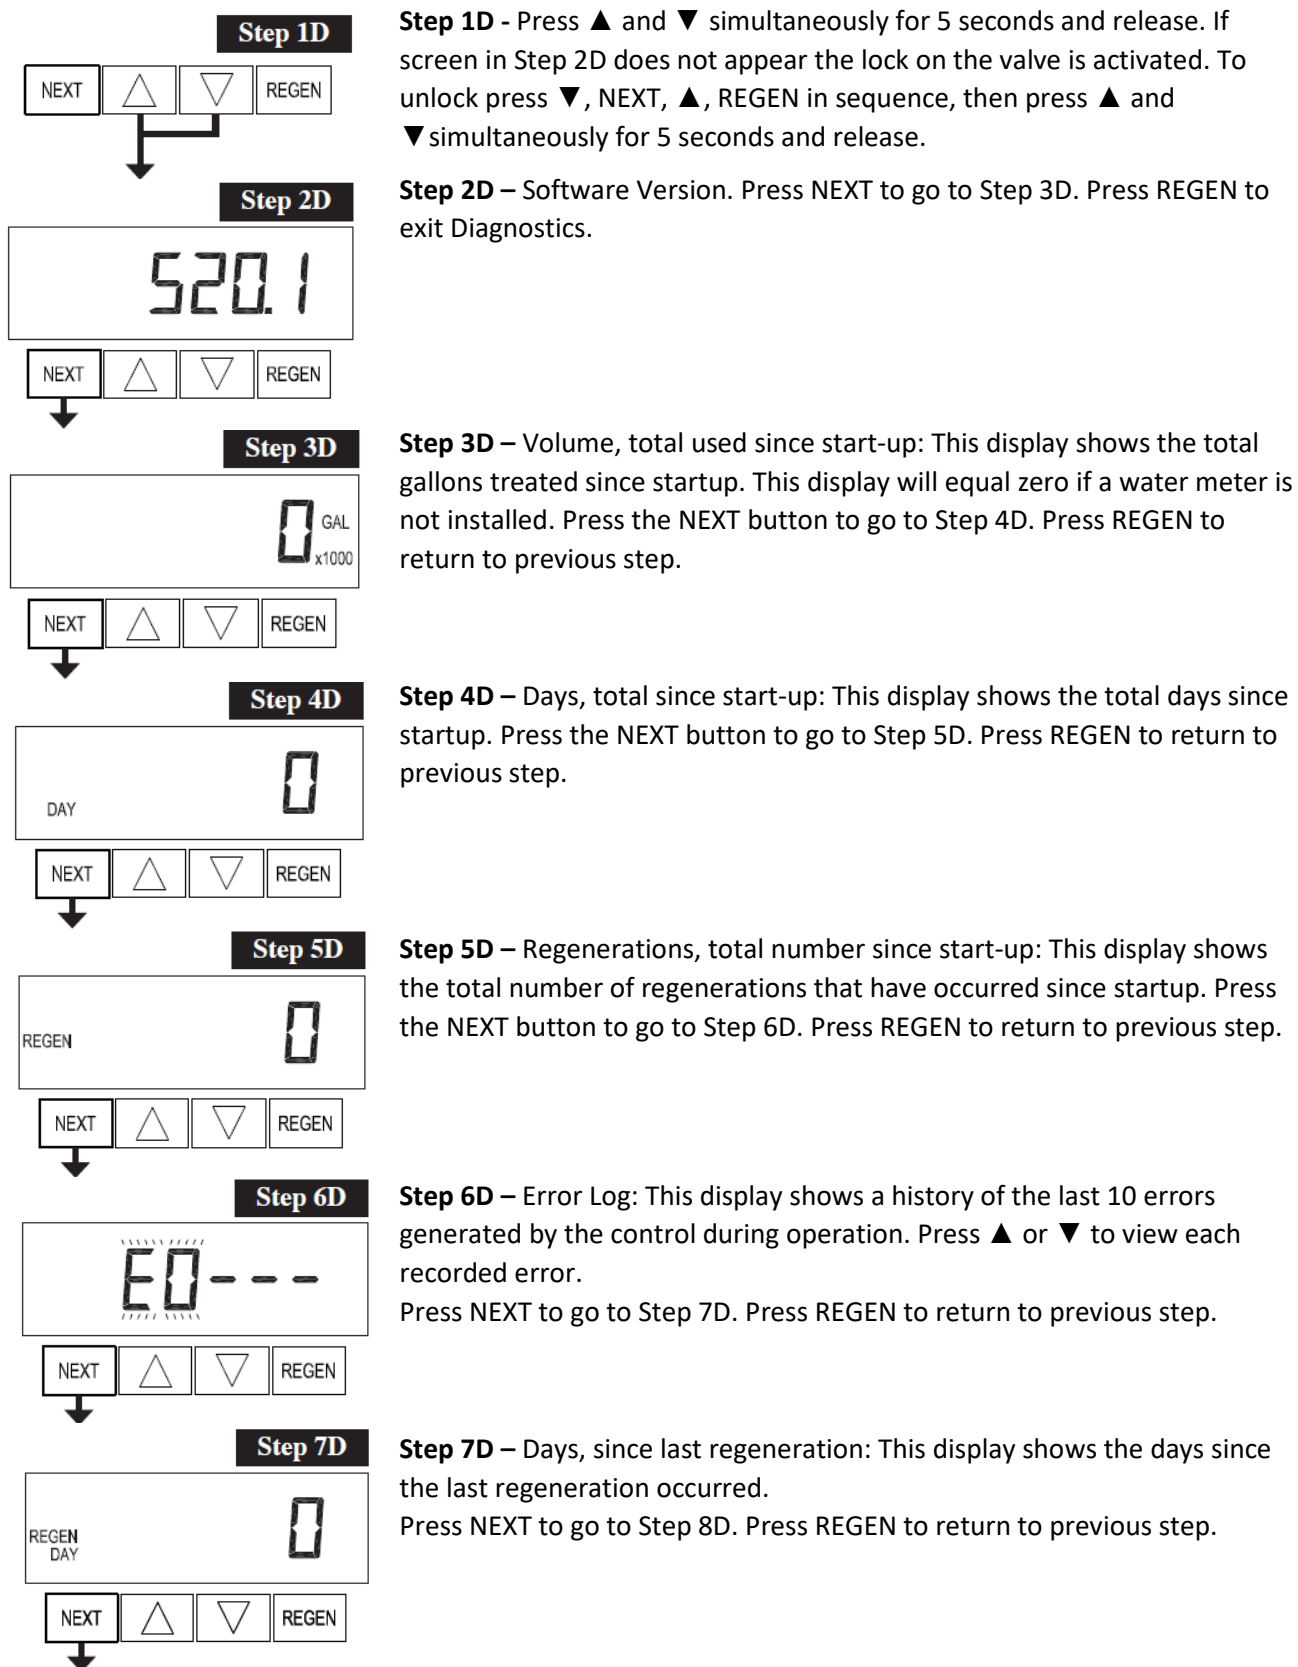 Step 1D
NEXT △ ▽ REGEN
Step 1D - Press ▲ and ▼ simultaneously for 5 seconds and release. If
screen in Step 2D does not appear the lock on the valve is activated. To
unlock press ▼, NEXT, ▲, REGEN in sequence, then press ▲ and
▼simultaneously for 5 seconds and release.
Step 2D
520.1
NEXT △ ▽ REGEN
Step 2D – Software Version. Press NEXT to go to Step 3D. Press REGEN to
exit Diagnostics.
Step 3D
0 GAL
x1000
NEXT △ ▽ REGEN
Step 3D – Volume, total used since start-up: This display shows the total
gallons treated since startup. This display will equal zero if a water meter is
not installed. Press the NEXT button to go to Step 4D. Press REGEN to
return to previous step.
Step 4D
DAY 0
NEXT △ ▽ REGEN
Step 4D – Days, total since start-up: This display shows the total days since
startup. Press the NEXT button to go to Step 5D. Press REGEN to return to
previous step.
Step 5D
REGEN 0
NEXT △ ▽ REGEN
Step 5D – Regenerations, total number since start-up: This display shows
the total number of regenerations that have occurred since startup. Press
the NEXT button to go to Step 6D. Press REGEN to return to previous step.
Step 6D
E0---
NEXT △ ▽ REGEN
Step 6D – Error Log: This display shows a history of the last 10 errors
generated by the control during operation. Press ▲ or ▼ to view each
recorded error.
Press NEXT to go to Step 7D. Press REGEN to return to previous step.
Step 7D
REGEN
DAY 0
NEXT △ ▽ REGEN
Step 7D – Days, since last regeneration: This display shows the days since
the last regeneration occurred.
Press NEXT to go to Step 8D. Press REGEN to return to previous step.